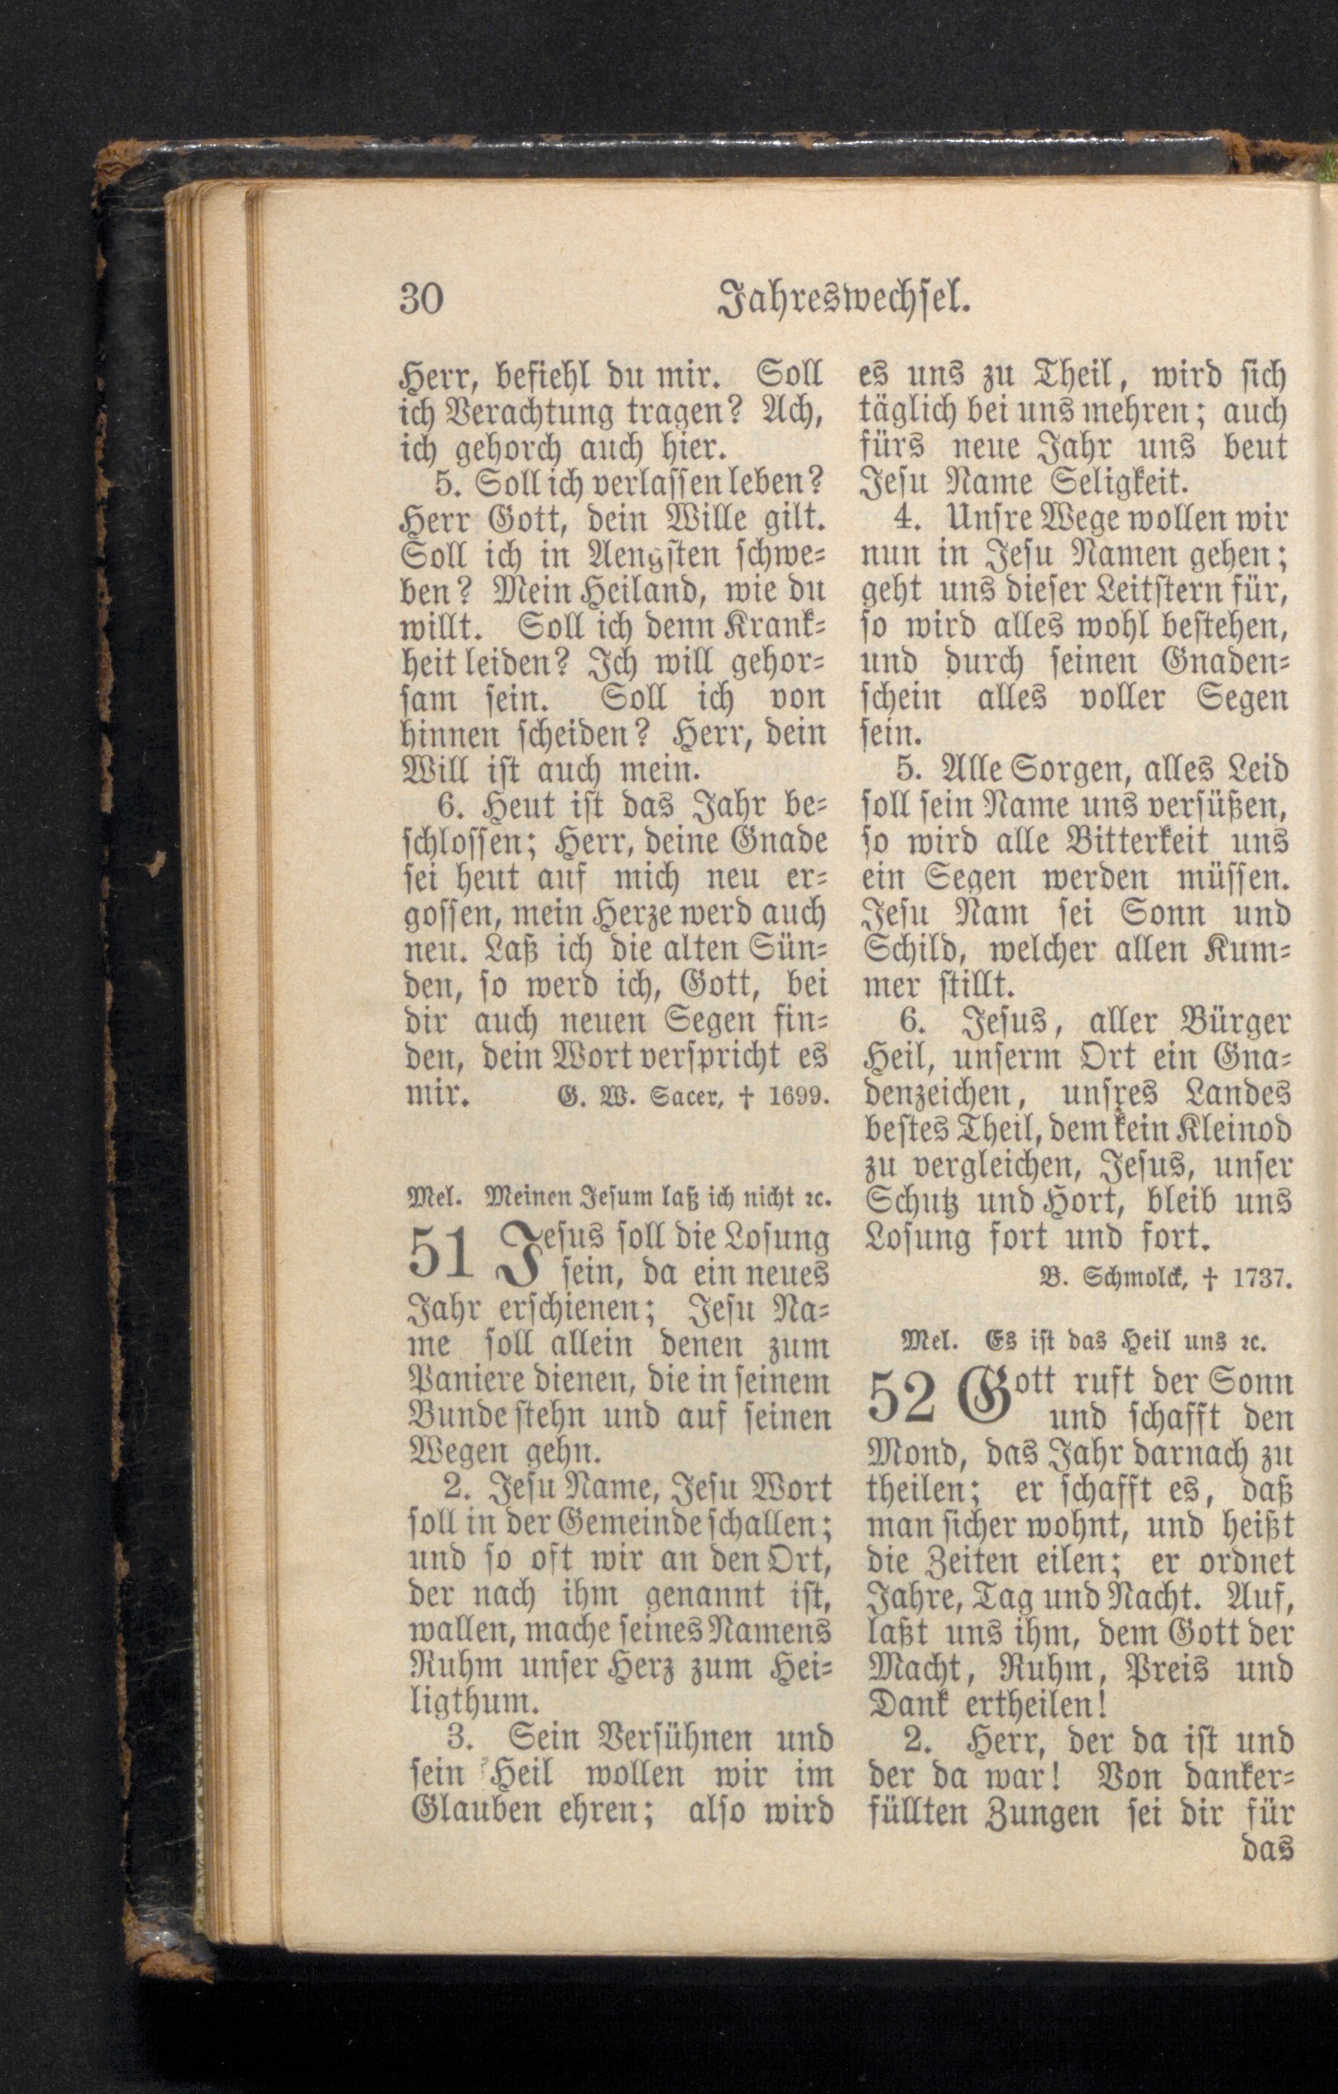 30
Jahreswechsel.
Herr, befiehl du mir. Soll
ich Verachtung tragen? Ach,
ich gehorch auch hier.
5. Soll ich verlassen leben?
Herr Gott, dein Wille gilt.
Soll ich in Aengsten schwe-
ben? Mein Heiland, wie du
willt. Soll ich denn Krank-
heit leiden? Ich will gehor-
sam sein. Soll ich von
hinnen scheiden? Herr, dein
Will ist auch mein.
6. Heut ist das Jahr be-
schlossen; Herr, deine Gnade
sei heut auf mich neu er-
gossen, mein Herze werd auch
neu. Laß ich die alten Sün-
den, so werd ich, Gott, bei
dir auch neuen Segen fin-
den, dein Wort verspricht es
mir. G. W. Sacer, † 1699.
Mel. Meinen Jesum laß ich nicht ꝛc.
51 Jesus soll die Losung
sein, da ein neues
Jahr erschienen; Jesu Na-
me soll allein denen zum
Paniere dienen, die in seinem
Bunde stehn und auf seinen
Wegen gehn.
2. Jesu Name, Jesu Wort
soll in der Gemeinde schallen;
und so oft wir an den Ort,
der nach ihm genannt ist,
wallen, mache seines Namens
Ruhm unser Herz zum Hei-
ligthum.
3. Sein Versühnen und
sein Heil wollen wir im
Glauben ehren; also wird
es uns zu Theil, wird sich
täglich bei uns mehren; auch
fürs neue Jahr uns beut
Jesu Name Seligkeit.
4. Unsre Wege wollen wir
nun in Jesu Namen gehen;
geht uns dieser Leitstern für,
so wird alles wohl bestehen,
und durch seinen Gnaden-
schein alles voller Segen
sein.
5. Alle Sorgen, alles Leid
soll sein Name uns versüßen,
so wird alle Bitterkeit uns
ein Segen werden müssen.
Jesu Nam sei Sonn und
Schild, welcher allen Kum-
mer stillt.
6. Jesus, aller Bürger
Heil, unserm Ort ein Gna-
denzeichen, unsres Landes
bestes Theil, dem kein Kleinod
zu vergleichen, Jesus, unser
Schutz und Hort, bleib uns
Losung fort und fort.
B. Schmolck, † 1737.
Mel. Es ist das Heil uns ꝛc.
52 Gott ruft der Sonn
und schafft den
Mond, das Jahr darnach zu
theilen; er schafft es, daß
man sicher wohnt, und heißt
die Zeiten eilen; er ordnet
Jahre, Tag und Nacht. Auf,
laßt uns ihm, dem Gott der
Macht, Ruhm, Preis und
Dank ertheilen!
2. Herr, der da ist und
der da war! Von danker-
füllten Zungen sei dir für
das